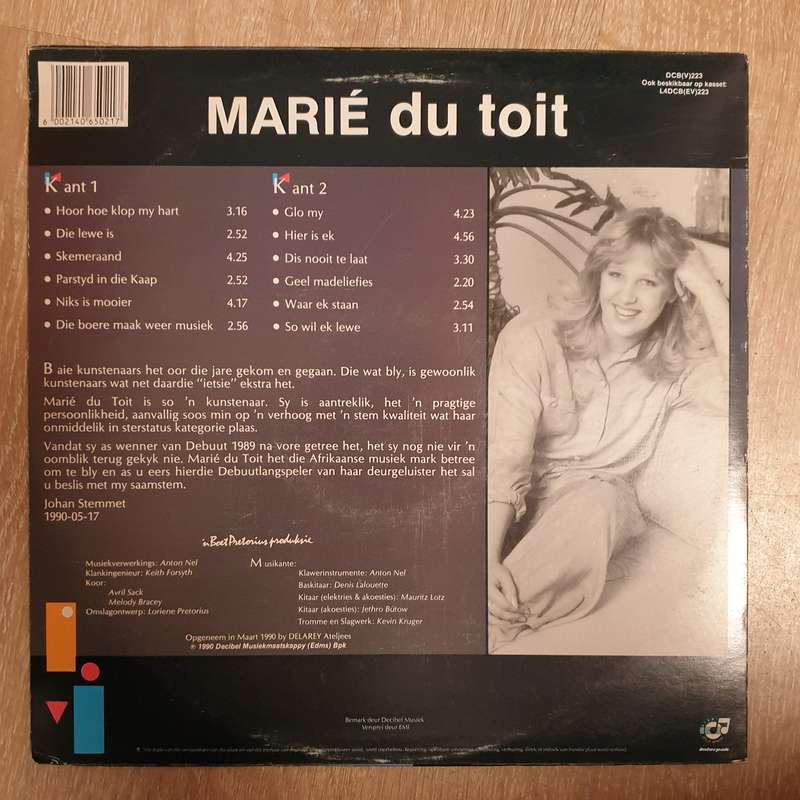 6 002140 650217
DCB(V)223
Ook beskikbaar op kasset:
L4DCB(EV)223
MARIÉ du toit
Kant 1
Hoor hoe klop my hart 3.16
Die lewe is 2.52
Skemeraand 4.25
Parstyd in die Kaap 2.52
Niks is mooier 4.17
Die boere maak weer musiek 2.56
Kant 2
Glo my 4.23
Hier is ek 4.56
Dis nooit te laat 3.30
Geel madeliefies 2.20
Waar ek staan 2.54
So wil ek lewe 3.11
Baie kunstenaars het oor die jare gekom en gegaan. Die wat bly, is gewoonlik
kunstenaars wat net daardie "ietsie" ekstra het.
Marié du Toit is so 'n kunstenaar. Sy is aantreklik, het 'n pragtige
persoonlikheid, aanvallig soos min op 'n verhoog met 'n stem kwaliteit wat haar
onmiddelik in sterstatus kategorie plaas.
Vandat sy as wenner van Debuut 1989 na vore getree het, het sy nog nie vir 'n
oomblik terug gekyk nie. Marié du Toit het die Afrikaanse musiek mark betree
om te bly en as u eers hierdie Debuutlangspeler van haar deurgeluister het sal
u beslis met my saamstem.
Johan Stemmet
1990-05-17
'n Boet Pretorius produksie
Musiekverwerkings: Anton Nel
Klankingenieur: Keith Forsyth
Koor:
Avril Sack
Melody Bracey
Omslagontwerp: Loriene Pretorius
Musikante:
Klawerinstrumente: Anton Nel
Baskitaar: Denis Lalouette
Kitaar (elektries & akoesties): Mauritz Lotz
Kitaar (akoesties): Jethro Bütow
Tromme en Slagwerk: Kevin Kruger
Opgeneem in Maart 1990 by DELAREY Ateljees
℗ 1990 Decibel Musiekmaatskappy (Edms) Bpk
Bemark deur Decibel Musiek
Versprei deur EMI